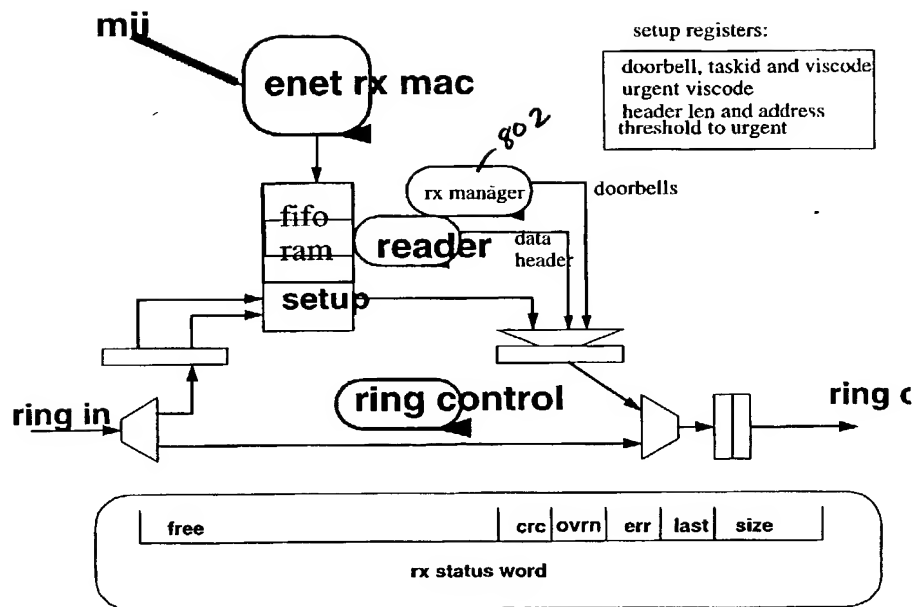 mii
setup registers:
enet rx mac
doorbell, taskid and viscode
urgent viscode
header len and address
threshold to urgent
802
rx manager
doorbells
fifo
ram
reader
data
header
setup
ring in
ring control
ring
free
crc
ovrn
err
last
size
rx status word